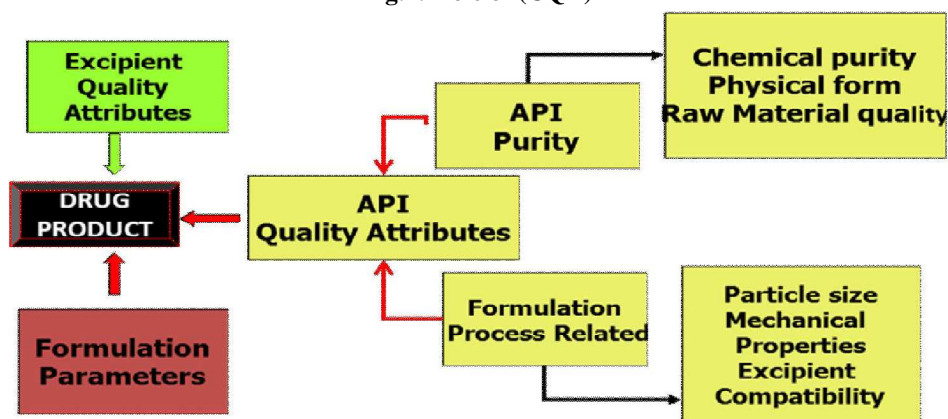 Excipient
Quality
Attributes
Chemical purity
Physical form
Raw Material quality
API
Purity
DRUG
PRODUCT
API
Quality Attributes
Formulation
Parameters
Formulation
Process Related
Particle size
Mechanical
Properties
Excipient
Compatibility